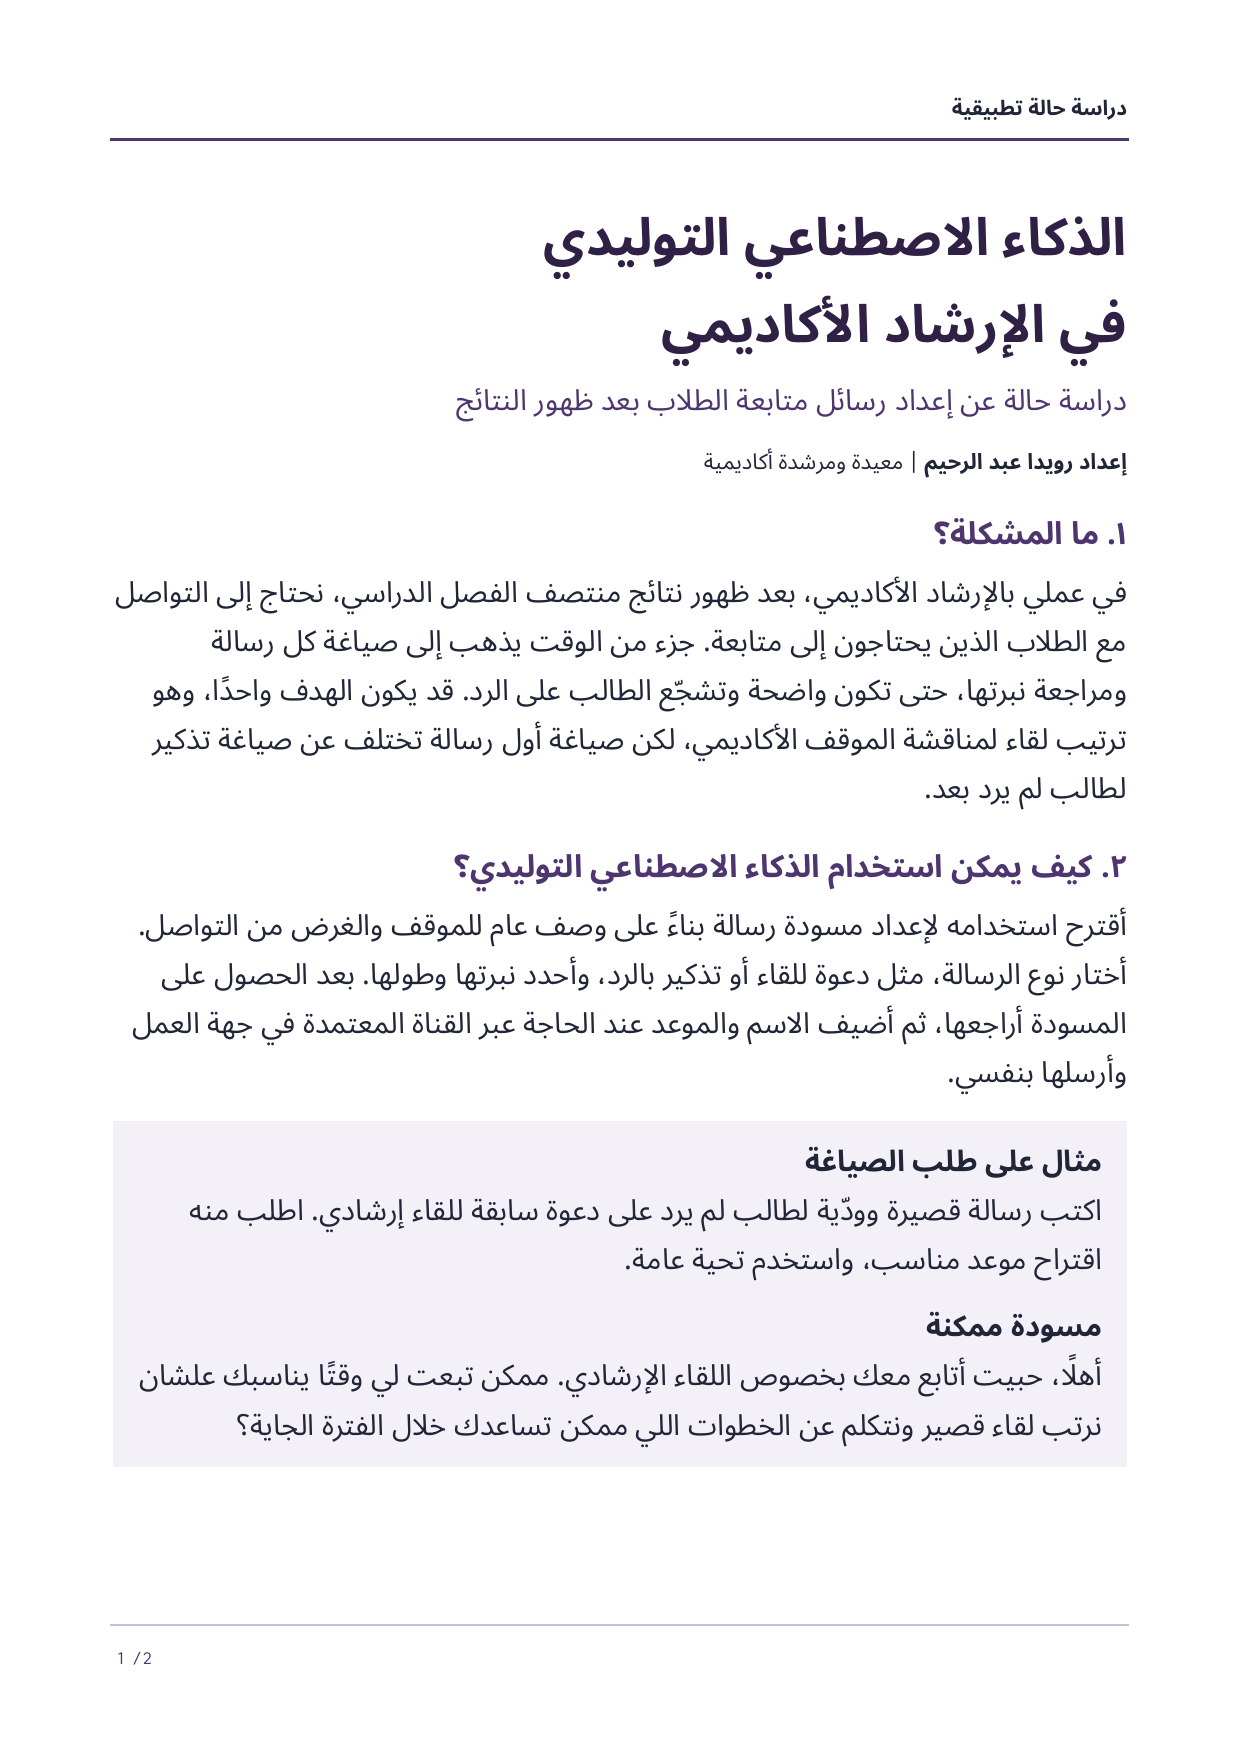 دراسة حالة تطبيقية
الذكاء الاصطناعي التوليدي
في الإرشاد الأكاديمي
دراسة حالة عن إعداد رسائل متابعة الطلاب بعد ظهور النتائج
إعداد رويدا عبد الرحيم | معيدة ومرشدة أكاديمية
١. ما المشكلة؟
في عملي بالإرشاد الأكاديمي، بعد ظهور نتائج منتصف الفصل الدراسي، نحتاج إلى التواصل
مع الطلاب الذين يحتاجون إلى متابعة. جزء من الوقت يذهب إلى صياغة كل رسالة
ومراجعة نبرتها، حتى تكون واضحة وتشجّع الطالب على الرد. قد يكون الهدف واحدًا، وهو
ترتيب لقاء لمناقشة الموقف الأكاديمي، لكن صياغة أول رسالة تختلف عن صياغة تذكير
لطالب لم يرد بعد.
٢. كيف يمكن استخدام الذكاء الاصطناعي التوليدي؟
أقترح استخدامه لإعداد مسودة رسالة بناءً على وصف عام للموقف والغرض من التواصل.
أختار نوع الرسالة، مثل دعوة للقاء أو تذكير بالرد، وأحدد نبرتها وطولها. بعد الحصول على
المسودة أراجعها، ثم أضيف الاسم والموعد عند الحاجة عبر القناة المعتمدة في جهة العمل
وأرسلها بنفسي.
مثال على طلب الصياغة
اكتب رسالة قصيرة وودّية لطالب لم يرد على دعوة سابقة للقاء إرشادي. اطلب منه
اقتراح موعد مناسب، واستخدم تحية عامة.
مسودة ممكنة
أهلًا، حبيت أتابع معك بخصوص اللقاء الإرشادي. ممكن تبعت لي وقتًا يناسبك علشان
نرتب لقاء قصير ونتكلم عن الخطوات اللي ممكن تساعدك خلال الفترة الجاية؟
1 / 2